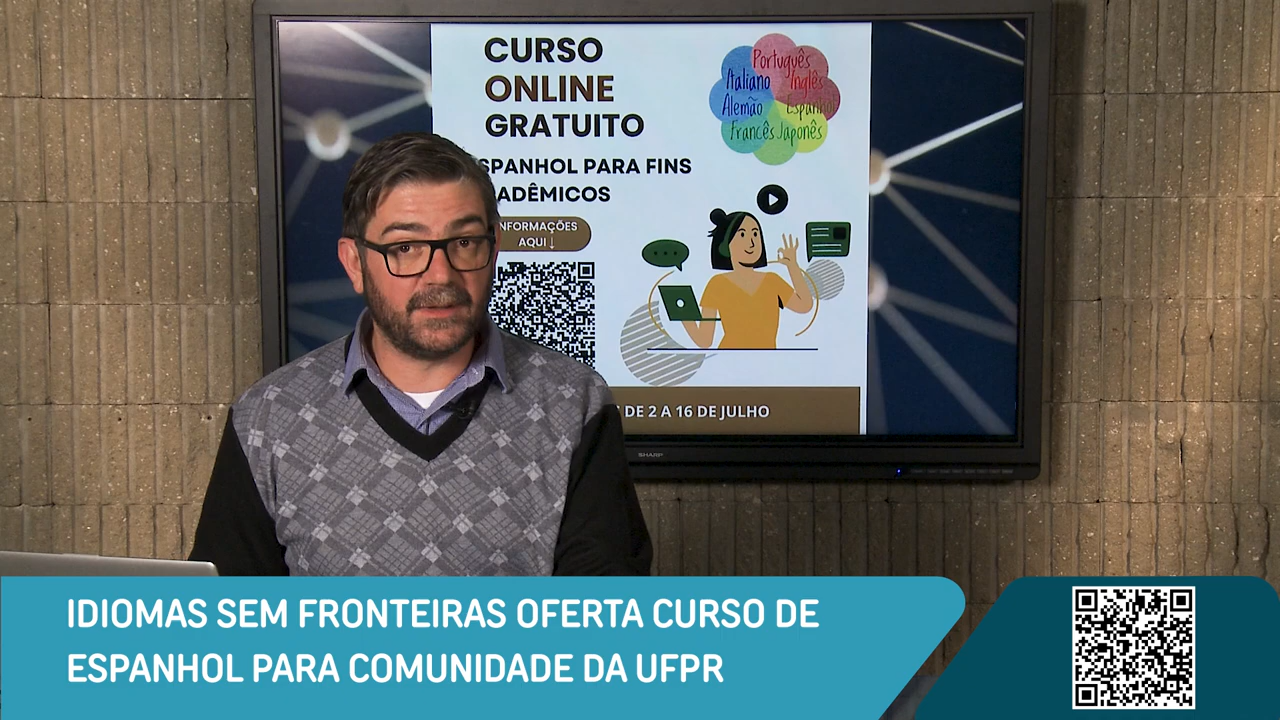 CURSO
ONLINE
GRATUITO
Português
Italiano
Inglês
Alemão
Espanhol
Francês
Japonês
SPANHOL PARA FINS
ADÊMICOS
NFORMAÇÕES
AQUI ↓
DE 2 A 16 DE JULHO
SHARP
IDIOMAS SEM FRONTEIRAS OFERTA CURSO DE
ESPANHOL PARA COMUNIDADE DA UFPR